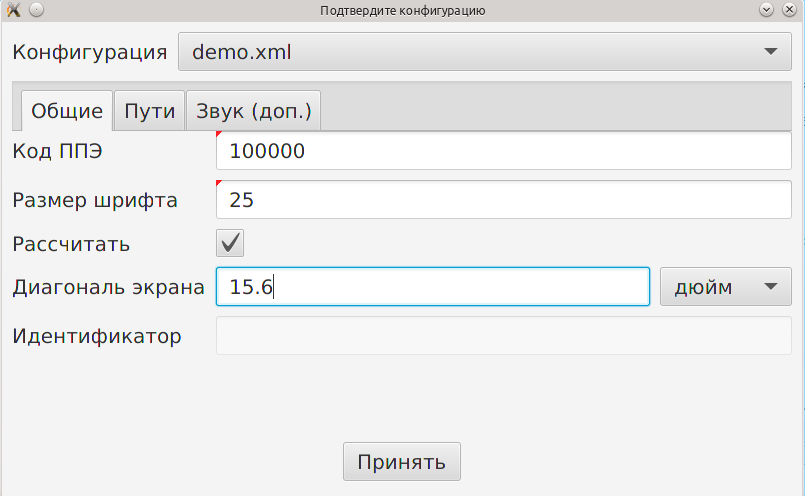 Подтвердите конфигурацию
Конфигурация demo.xml
Общие Пути Звук (доп.)
Код ППЭ 100000
Размер шрифта 25
Рассчитать
Диагональ экрана 15.6 дюйм
Идентификатор
Принять